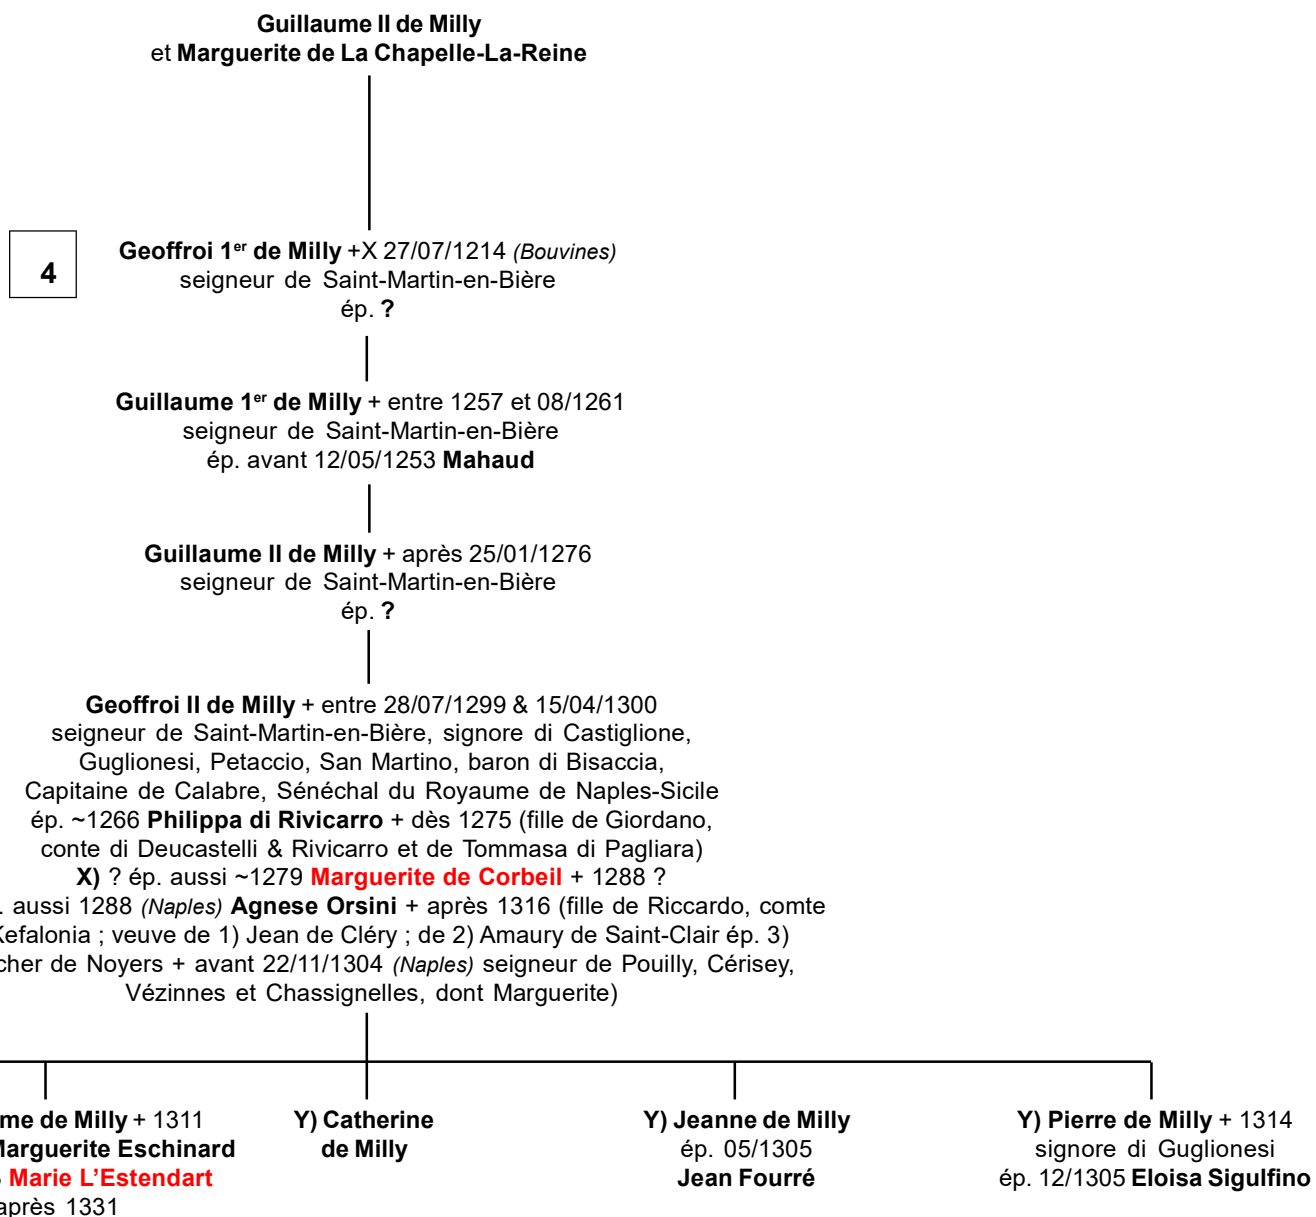 Guillaume II de Milly
et Marguerite de La Chapelle-La-Reine
4
Geoffroi 1er de Milly +X 27/07/1214 (Bouvines)
seigneur de Saint-Martin-en-Bière
ép. ?
Guillaume 1er de Milly + entre 1257 et 08/1261
seigneur de Saint-Martin-en-Bière
ép. avant 12/05/1253 Mahaud
Guillaume II de Milly + après 25/01/1276
seigneur de Saint-Martin-en-Bière
ép. ?
Geoffroi II de Milly + entre 28/07/1299 & 15/04/1300
seigneur de Saint-Martin-en-Bière, signore di Castiglione,
Guglionesi, Petaccio, San Martino, baron di Bisaccia,
Capitaine de Calabre, Sénéchal du Royaume de Naples-Sicile
ép. ~1266 Philippa di Rivicarro + dès 1275 (fille de Giordano,
conte di Deucastelli & Rivicarro et de Tommasa di Pagliara)
X) ? ép. aussi ~1279 Marguerite de Corbeil + 1288 ?
. aussi 1288 (Naples) Agnese Orsini + après 1316 (fille de Riccardo, comte
Kefalonia ; veuve de 1) Jean de Cléry ; de 2) Amaury de Saint-Clair ép. 3)
cher de Noyers + avant 22/11/1304 (Naples) seigneur de Pouilly, Cérisey,
Vézinnes et Chassignelles, dont Marguerite)
me de Milly + 1311
Marguerite Eschinard
Marie L'Estendart
après 1331
Y) Catherine
de Milly
Y) Jeanne de Milly
ép. 05/1305
Jean Fourré
Y) Pierre de Milly + 1314
signore di Guglionesi
ép. 12/1305 Eloisa Sigulfino